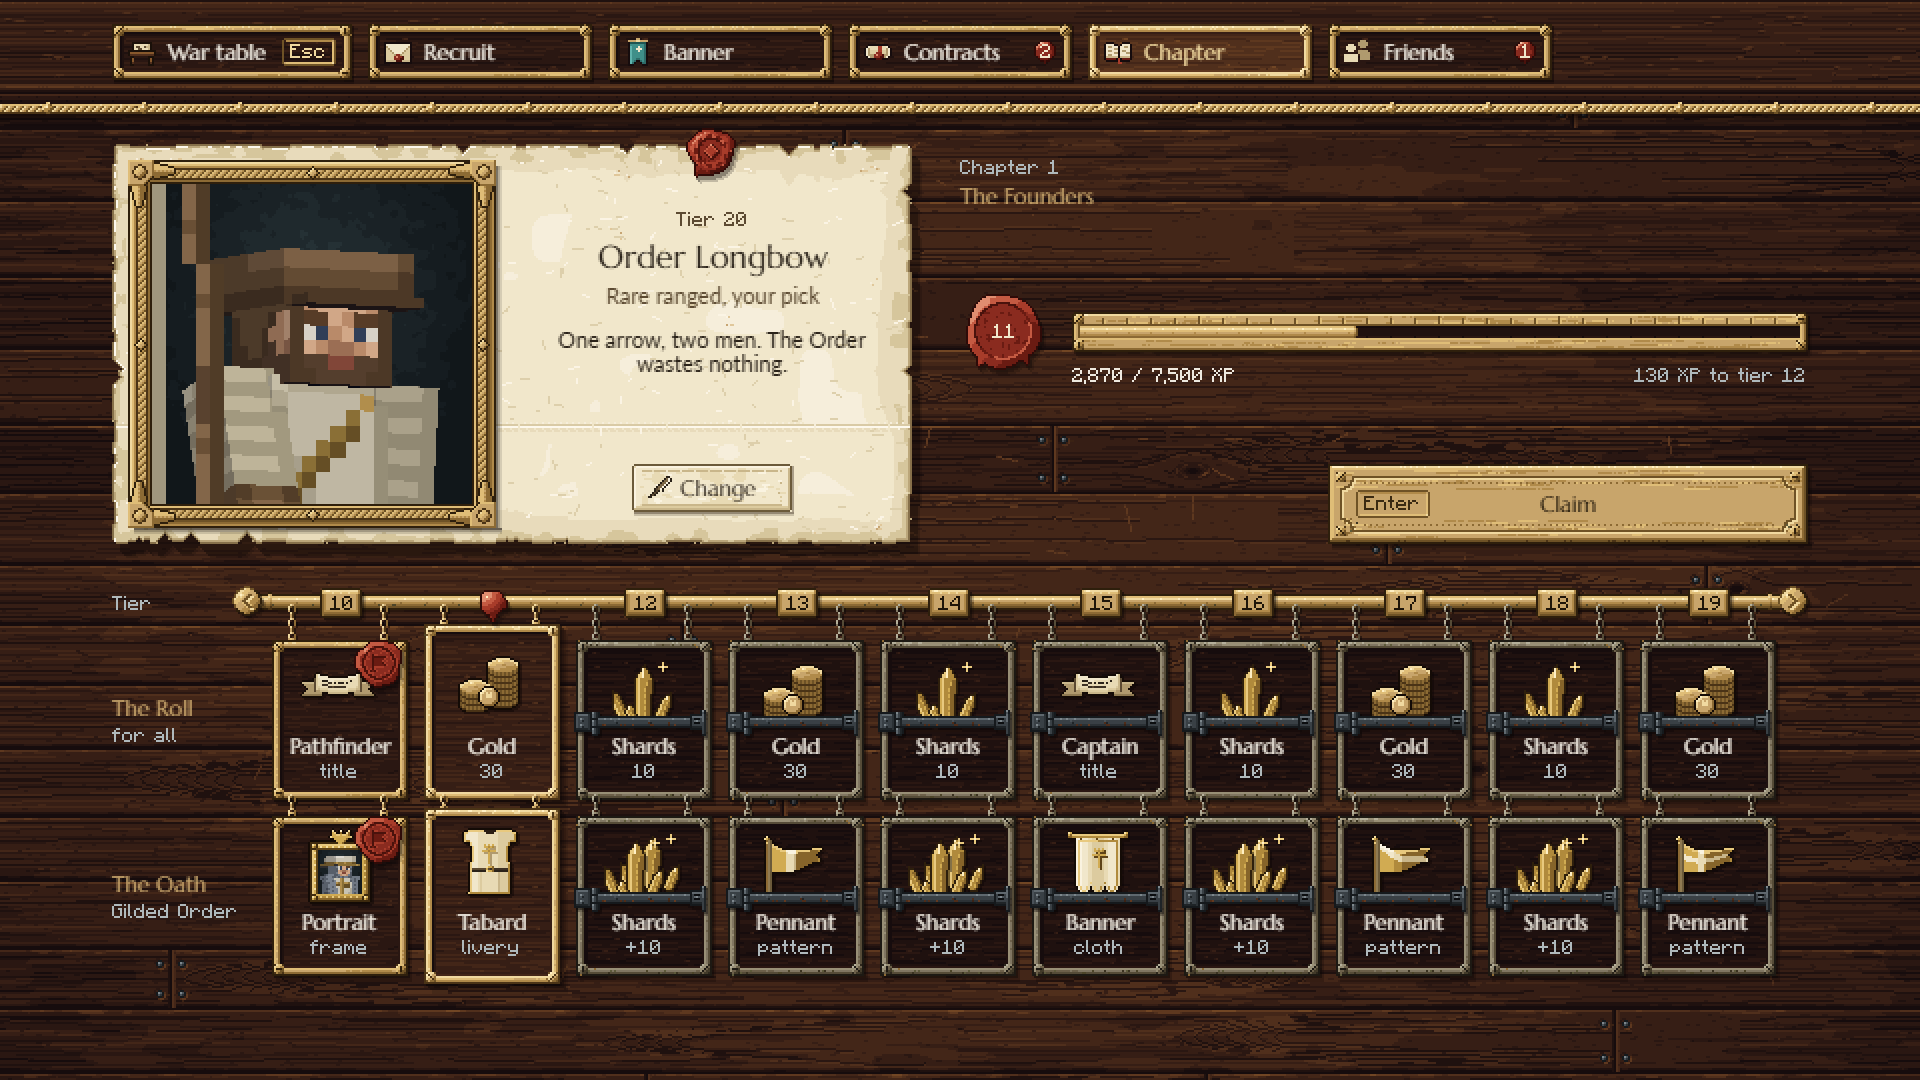 War table Esc
Recruit
Banner
Contracts 2
Chapter
Friends 1
Tier 20
Order Longbow
Rare ranged, your pick
One arrow, two men. The Order
wastes nothing.
Change
Chapter 1
The Founders
11
2,870 / 7,500 XP
130 XP to tier 12
Enter Claim
Tier
10 12 13 14 15 16 17 18 19
The Roll
for all
Pathfinder Gold Shards Gold Shards Captain Shards Gold Shards Gold
title 30 10 30 10 title 10 30 10 30
The Oath
Gilded Order
Portrait Tabard Shards Pennant Shards Banner Shards Pennant Shards Pennant
frame livery +10 pattern +10 cloth +10 pattern +10 pattern